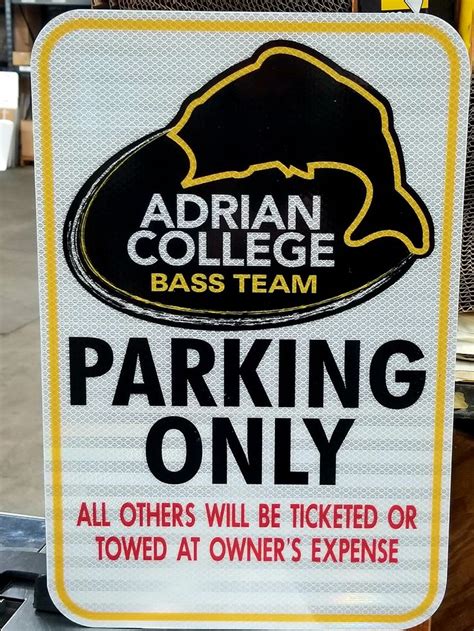 ADRIAN
COLLEGE
BASS TEAM
PARKING
ONLY
ALL OTHERS WILL BE TICKETED OR
TOWED AT OWNER'S EXPENSE